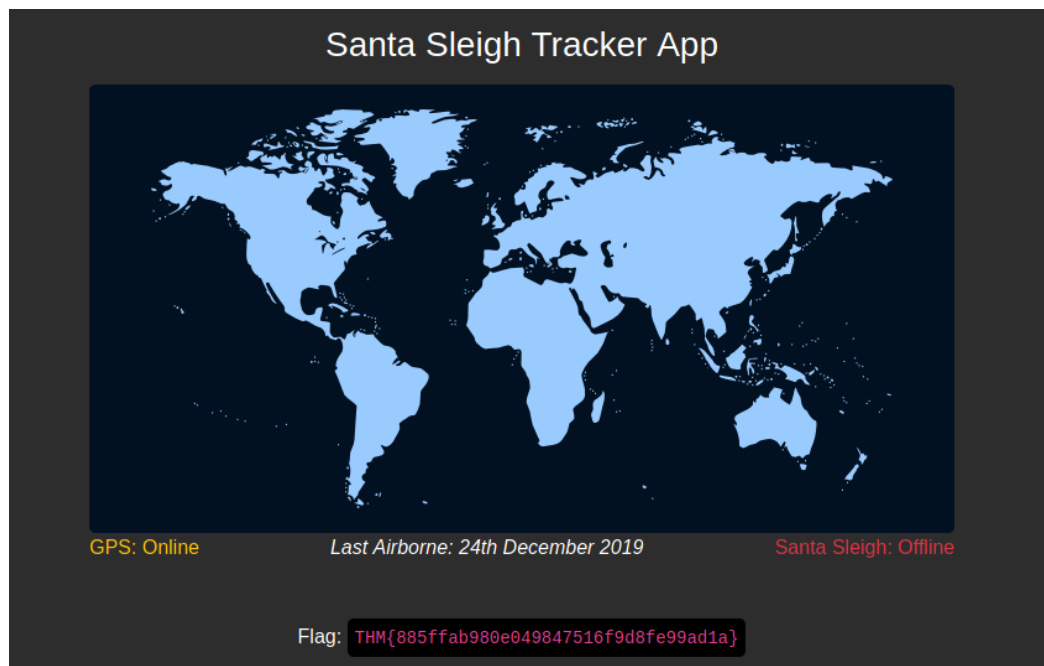 Santa Sleigh Tracker App
GPS: Online
Last Airborne: 24th December 2019
Santa Sleigh: Offline
Flag: THM{885ffab980e049847516f9d8fe99ad1a}